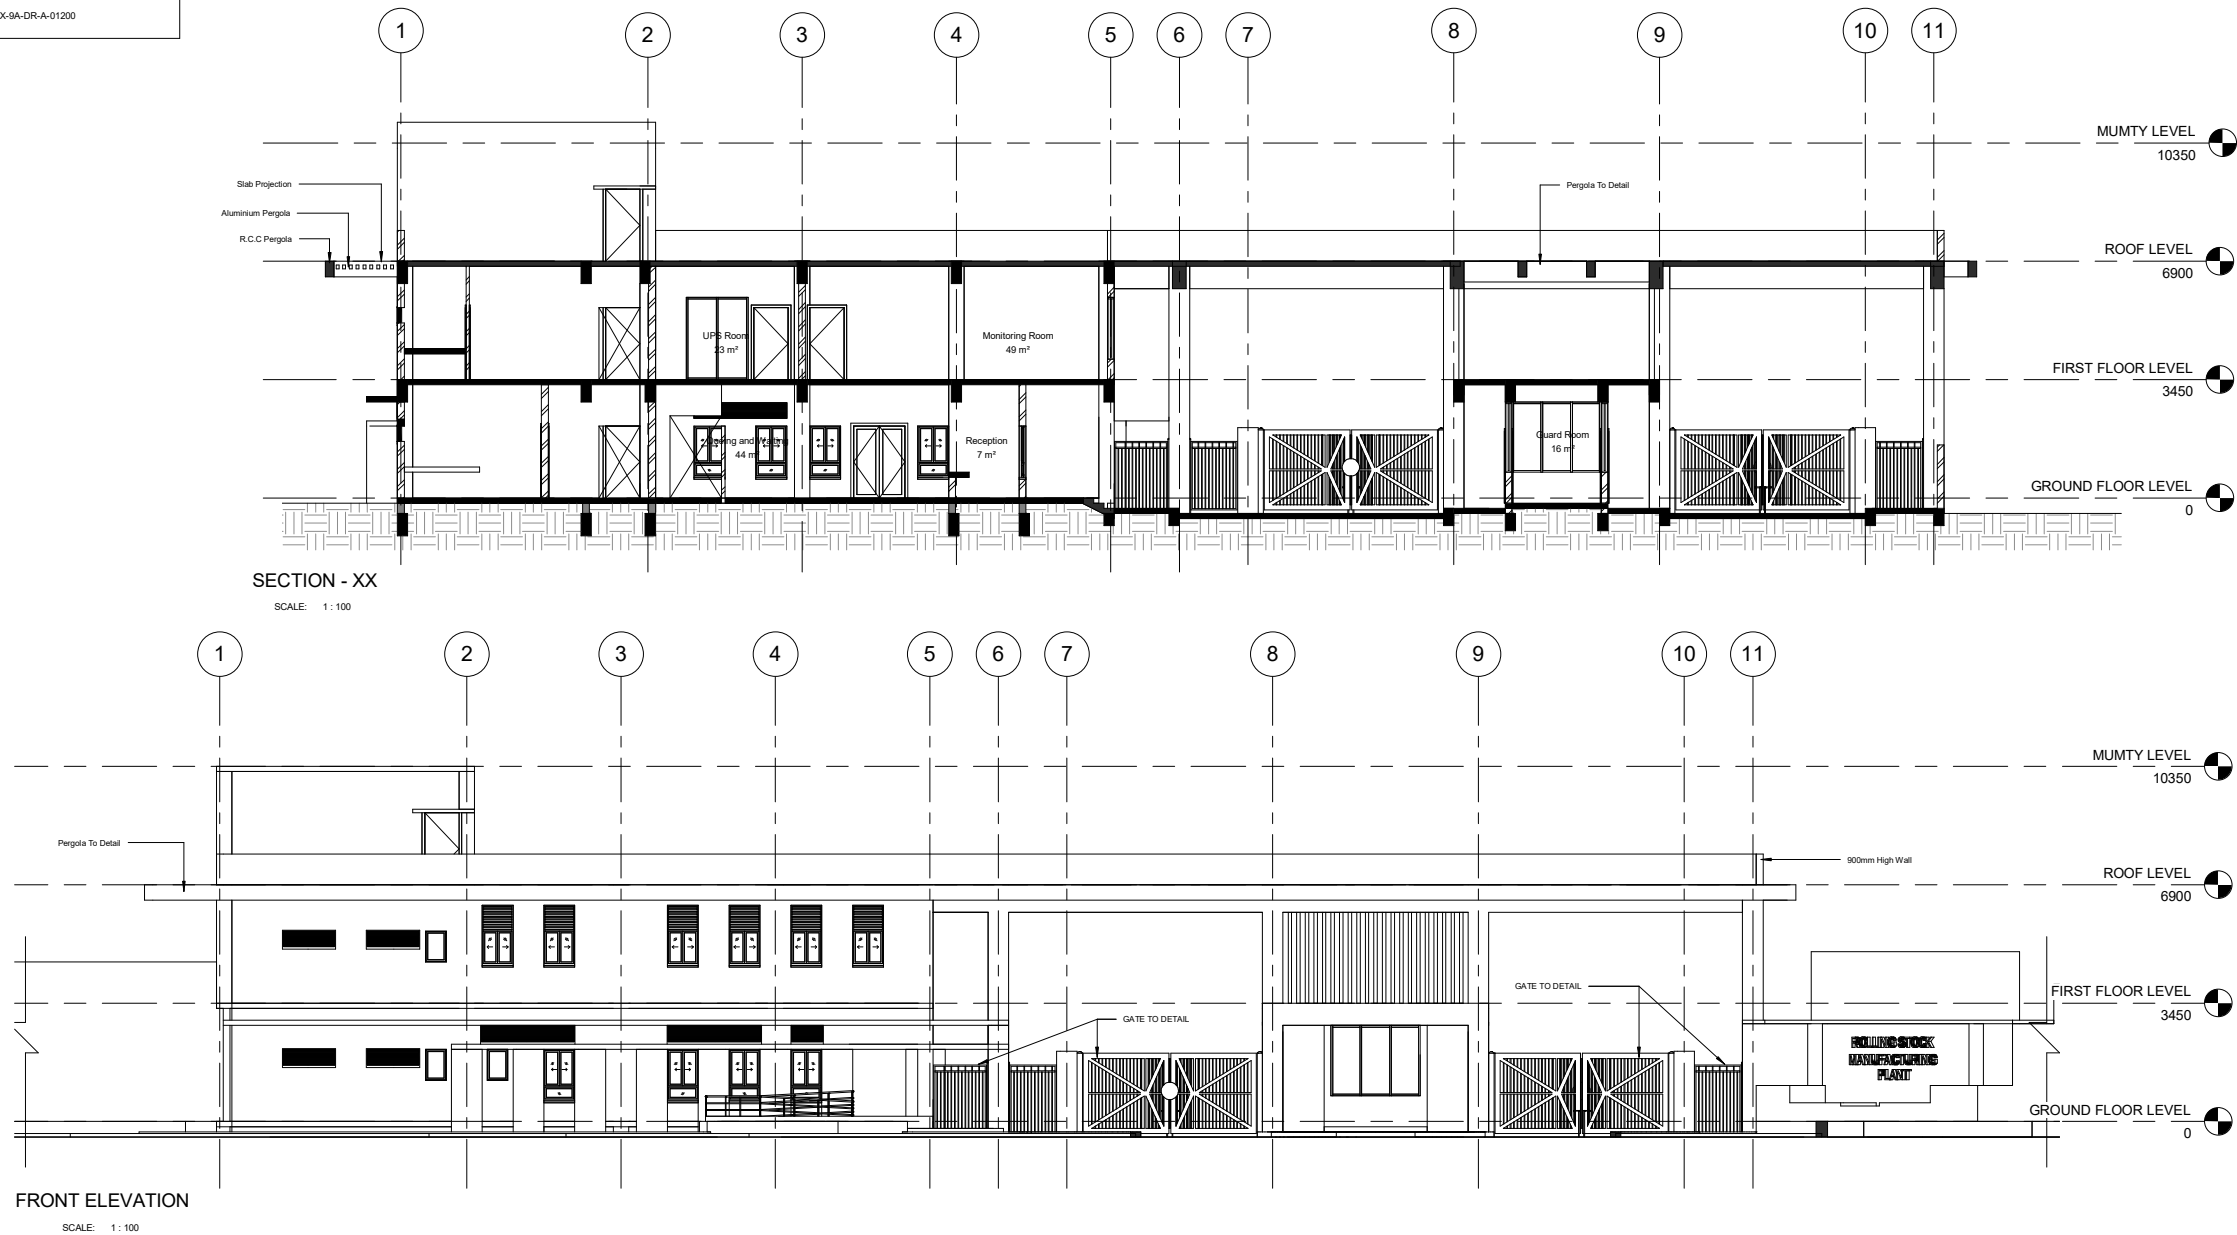 X-9A-DR-A-01200
1 2 3 4 5 6 7 8 9 10 11
MUMTY LEVEL
10350
Slab Projection
Pergola To Detail
Aluminium Pergola
R.C.C Pergola
ROOF LEVEL
6900
UPS Room
23 m²
Monitoring Room
49 m²
FIRST FLOOR LEVEL
3450
and Waiting
44 m²
Reception
7 m²
Guard Room
16 m²
GROUND FLOOR LEVEL
0
SECTION - XX
SCALE: 1 : 100
1 2 3 4 5 6 7 8 9 10 11
MUMTY LEVEL
10350
Pergola To Detail
900mm High Wall
ROOF LEVEL
6900
GATE TO DETAIL
FIRST FLOOR LEVEL
3450
GATE TO DETAIL
ROLLING STOCK
MANUFACTURING
PLANT
GROUND FLOOR LEVEL
0
FRONT ELEVATION
SCALE: 1 : 100